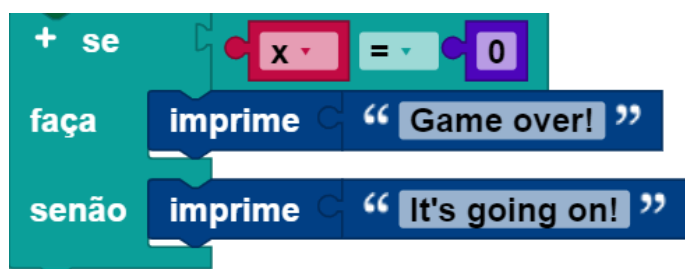 + se x = 0
faça imprime “ Game over! ”
senão imprime “ It's going on! ”